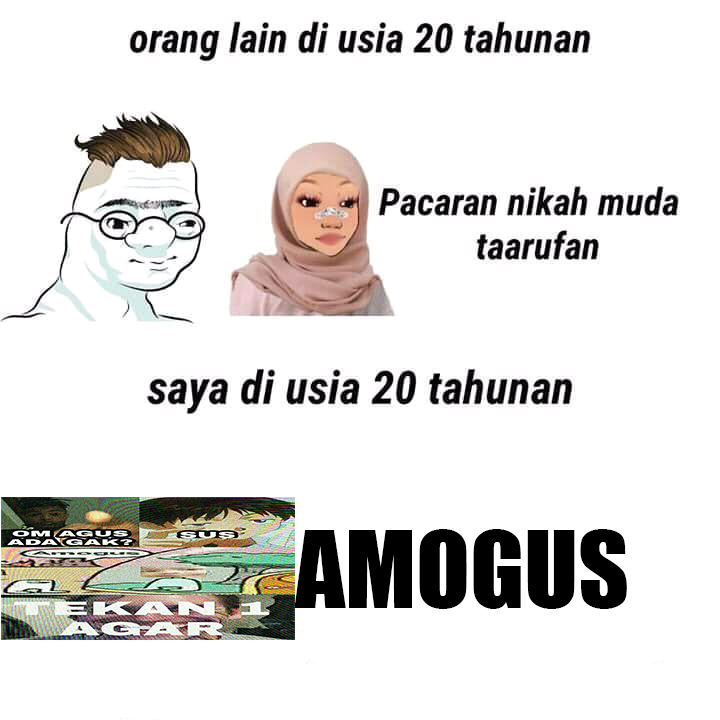 orang lain di usia 20 tahunan
Pacaran nikah muda
taarufan
saya di usia 20 tahunan
OM AGUS
ADA GAK?
SUS
Amogus
AMOGUS
TEKAN 1
AGAR